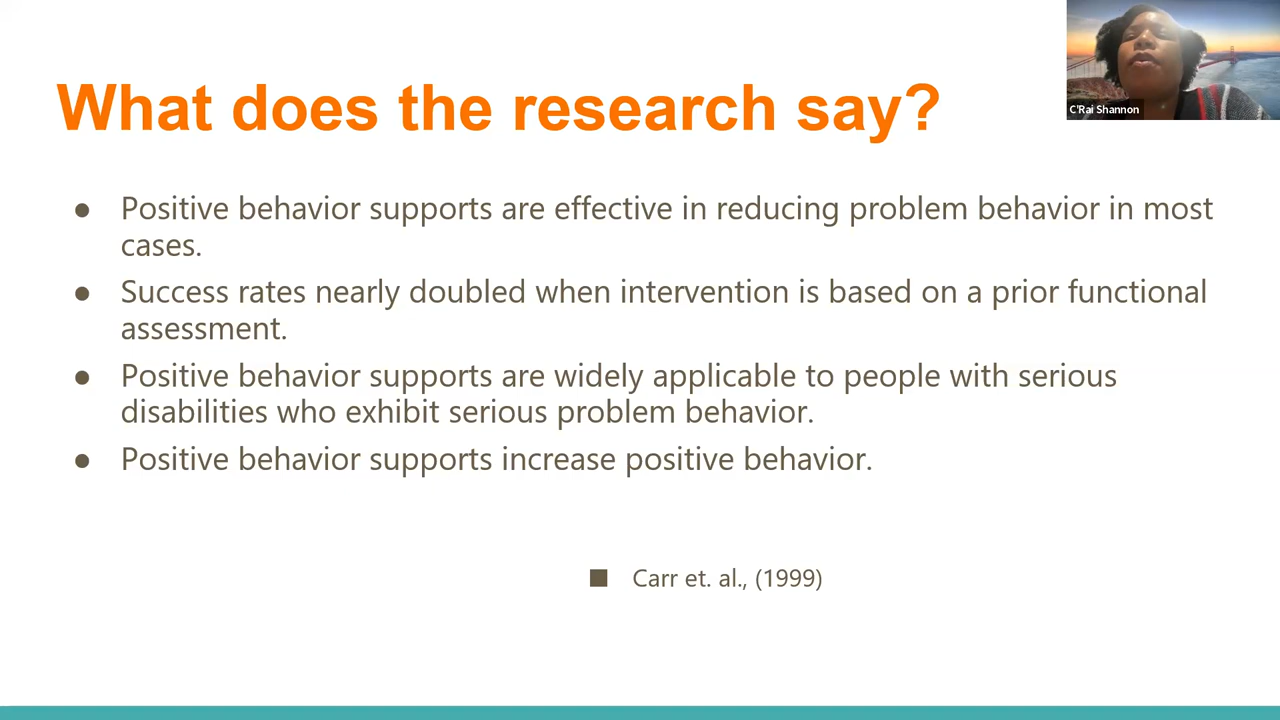 What does the research say?
C'Rai Shannon
● Positive behavior supports are effective in reducing problem behavior in most
cases.
● Success rates nearly doubled when intervention is based on a prior functional
assessment.
● Positive behavior supports are widely applicable to people with serious
disabilities who exhibit serious problem behavior.
● Positive behavior supports increase positive behavior.
■ Carr et. al., (1999)